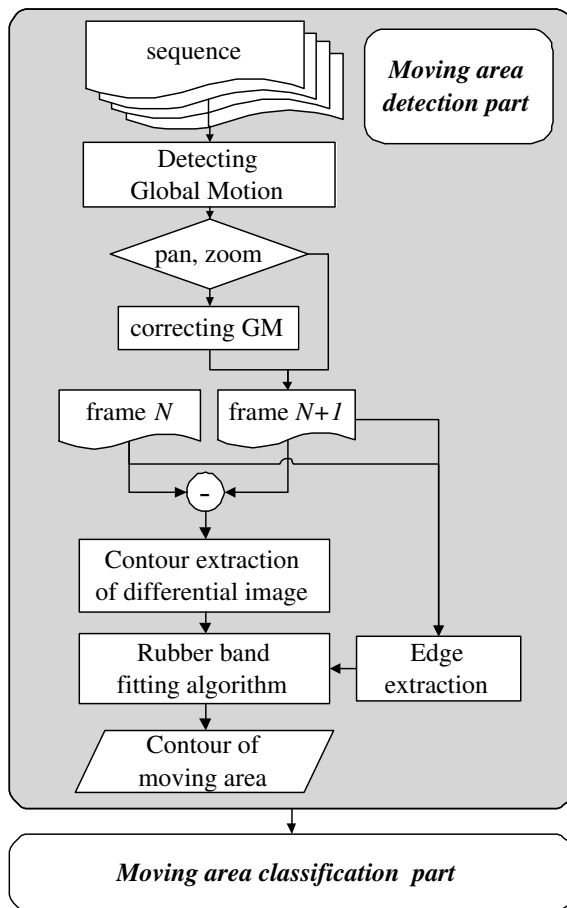 sequence
Moving area
detection part
Detecting
Global Motion
pan, zoom
correcting GM
frame N
frame N+1
-
Contour extraction
of differential image
Rubber band
fitting algorithm
Edge
extraction
Contour of
moving area
Moving area classification part